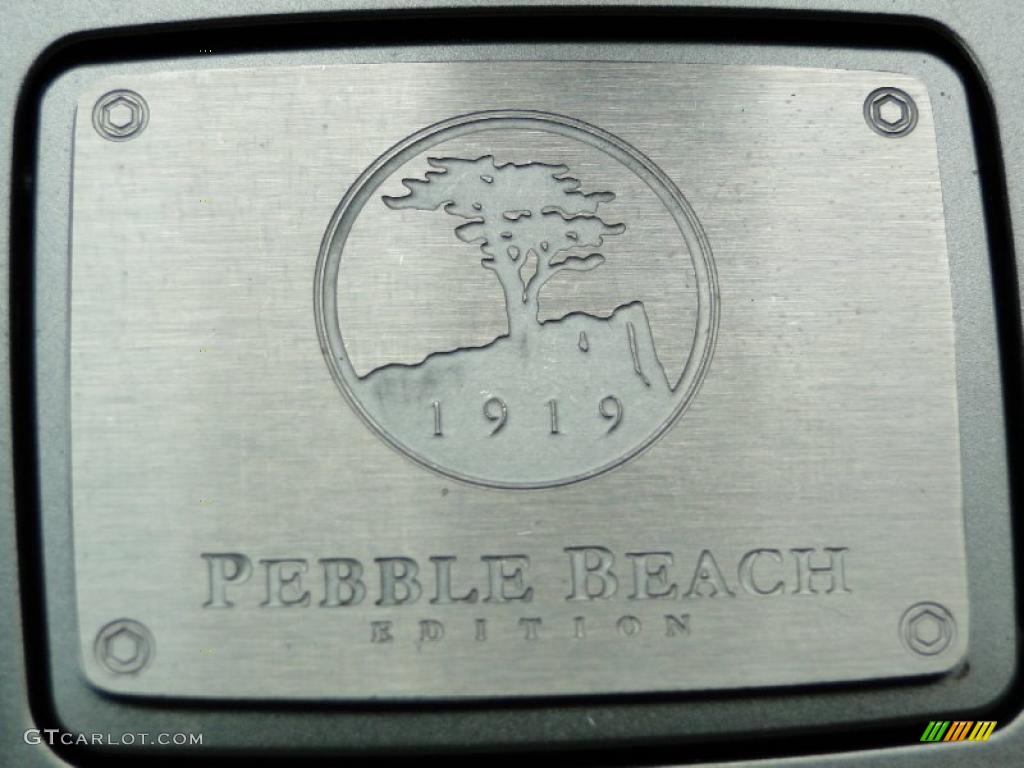 1919
PEBBLE BEACH
EDITION
GTCARLOT.COM